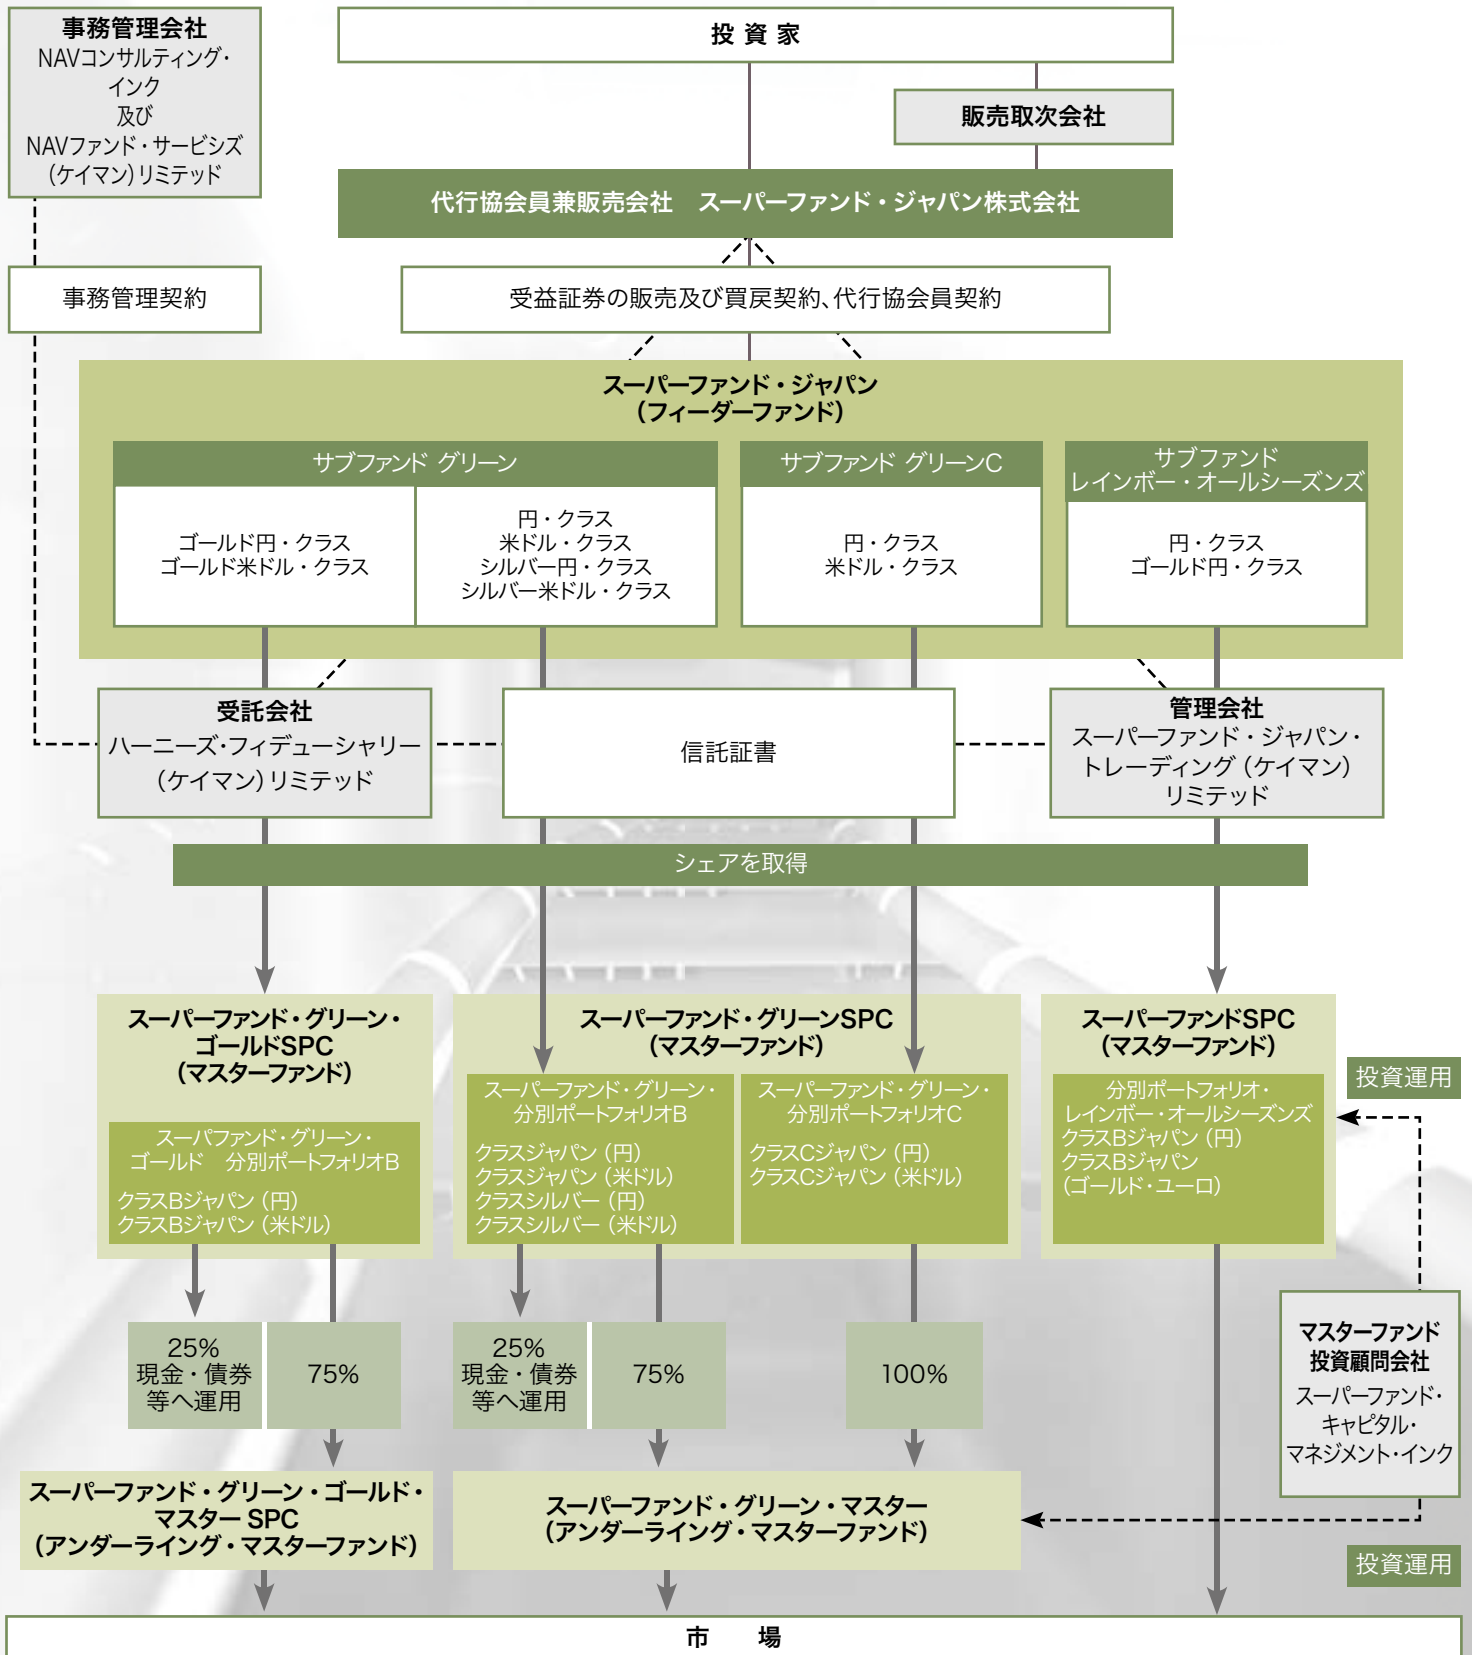 事務管理会社
NAVコンサルティング・
インク
及び
NAVファンド・サービシズ
(ケイマン)リミテッド
投 資 家
販売取次会社
代行協会員兼販売会社　スーパーファンド・ジャパン株式会社
事務管理契約
受益証券の販売及び買戻契約、代行協会員契約
スーパーファンド・ジャパン
(フィーダーファンド)
サブファンド グリーン
ゴールド円・クラス
ゴールド米ドル・クラス
円・クラス
米ドル・クラス
シルバー円・クラス
シルバー米ドル・クラス
サブファンド グリーンC
円・クラス
米ドル・クラス
サブファンド
レインボー・オールシーズンズ
円・クラス
ゴールド円・クラス
受託会社
ハーニーズ・フィデューシャリー
(ケイマン)リミテッド
信託証書
管理会社
スーパーファンド・ジャパン・
トレーディング(ケイマン)
リミテッド
シェアを取得
スーパーファンド・グリーン・
ゴールドSPC
(マスターファンド)
スーパファンド・グリーン・
ゴールド　分別ポートフォリオB
クラスBジャパン(円)
クラスBジャパン(米ドル)
スーパーファンド・グリーンSPC
(マスターファンド)
スーパーファンド・グリーン・
分別ポートフォリオB
クラスジャパン(円)
クラスジャパン(米ドル)
クラスシルバー(円)
クラスシルバー(米ドル)
スーパーファンド・グリーン・
分別ポートフォリオC
クラスCジャパン(円)
クラスCジャパン(米ドル)
スーパーファンドSPC
(マスターファンド)
分別ポートフォリオ・
レインボー・オールシーズンズ
クラスBジャパン(円)
クラスBジャパン
(ゴールド・ユーロ)
投資運用
25%
現金・債券
等へ運用
75%
25%
現金・債券
等へ運用
75%
100%
マスターファンド
投資顧問会社
スーパーファンド・
キャピタル・
マネジメント・インク
スーパーファンド・グリーン・ゴールド・
マスター SPC
(アンダーライング・マスターファンド)
スーパーファンド・グリーン・マスター
(アンダーライング・マスターファンド)
投資運用
市　場